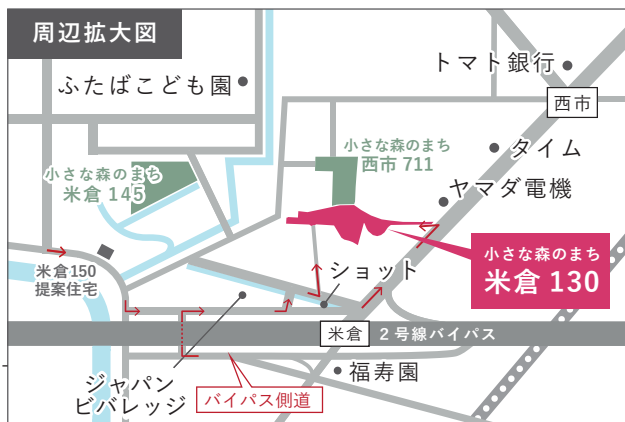 周辺拡大図
トマト銀行
ふたばこども園
西市
小さな森のまち
西市 711
タイム
小さな森のまち
米倉 145
ヤマダ電機
小さな森のまち
米倉 130
米倉150
提案住宅
ショット
米倉
2号線バイパス
ジャパン
ビバレッジ
バイパス側道
福寿園